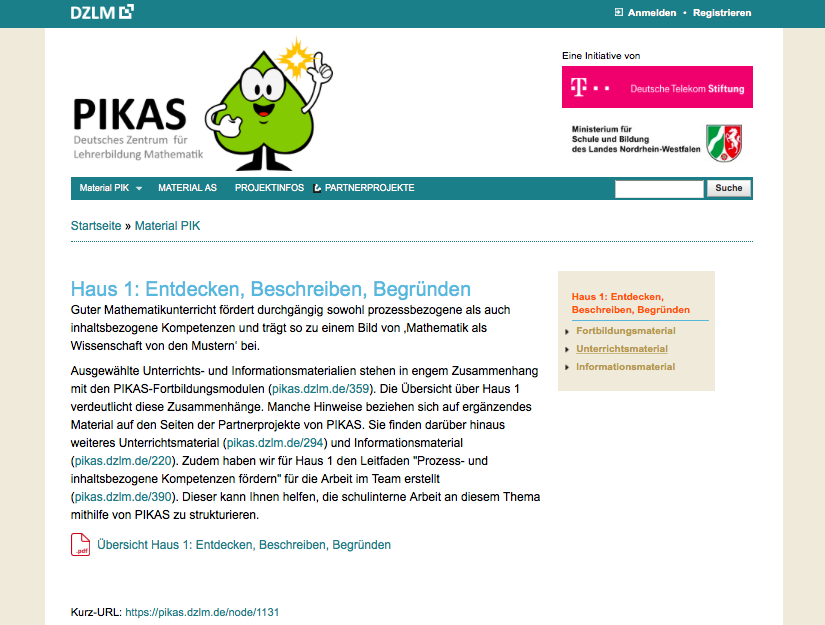 DZLM
Anmelden • Registrieren
Eine Initiative von
T
Deutsche Telekom Stiftung
PIKAS
Deutsches Zentrum für
Lehrerbildung Mathematik
Ministerium für
Schule und Bildung
des Landes Nordrhein-Westfalen
Material PIK MATERIAL AS PROJEKTINFOS PARTNERPROJEKTE Suche
Startseite » Material PIK
Haus 1: Entdecken, Beschreiben, Begründen
Guter Mathematikunterricht fördert durchgängig sowohl prozessbezogene als auch
inhaltsbezogene Kompetenzen und trägt so zu einem Bild von ‚Mathematik als
Wissenschaft von den Mustern' bei.
Ausgewählte Unterrichts- und Informationsmaterialien stehen in engem Zusammenhang
mit den PIKAS-Fortbildungsmodulen (pikas.dzlm.de/359). Die Übersicht über Haus 1
verdeutlicht diese Zusammenhänge. Manche Hinweise beziehen sich auf ergänzendes
Material auf den Seiten der Partnerprojekte von PIKAS. Sie finden darüber hinaus
weiteres Unterrichtsmaterial (pikas.dzlm.de/294) und Informationsmaterial
(pikas.dzlm.de/220). Zudem haben wir für Haus 1 den Leitfaden "Prozess- und
inhaltsbezogene Kompetenzen fördern" für die Arbeit im Team erstellt
(pikas.dzlm.de/390). Dieser kann Ihnen helfen, die schulinterne Arbeit an diesem Thema
mithilfe von PIKAS zu strukturieren.
.pdf Übersicht Haus 1: Entdecken, Beschreiben, Begründen
Kurz-URL: https://pikas.dzlm.de/node/1131
Haus 1: Entdecken,
Beschreiben, Begründen
Fortbildungsmaterial
Unterrichtsmaterial
Informationsmaterial